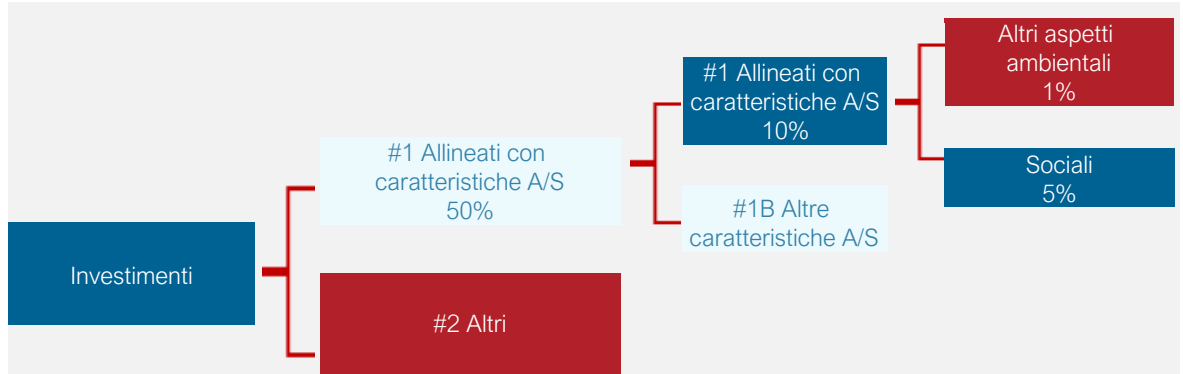 Investimenti
#1 Allineati con
caratteristiche A/S
50%
#2 Altri
#1 Allineati con
caratteristiche A/S
10%
#1B Altre
caratteristiche A/S
Altri aspetti
ambientali
1%
Sociali
5%